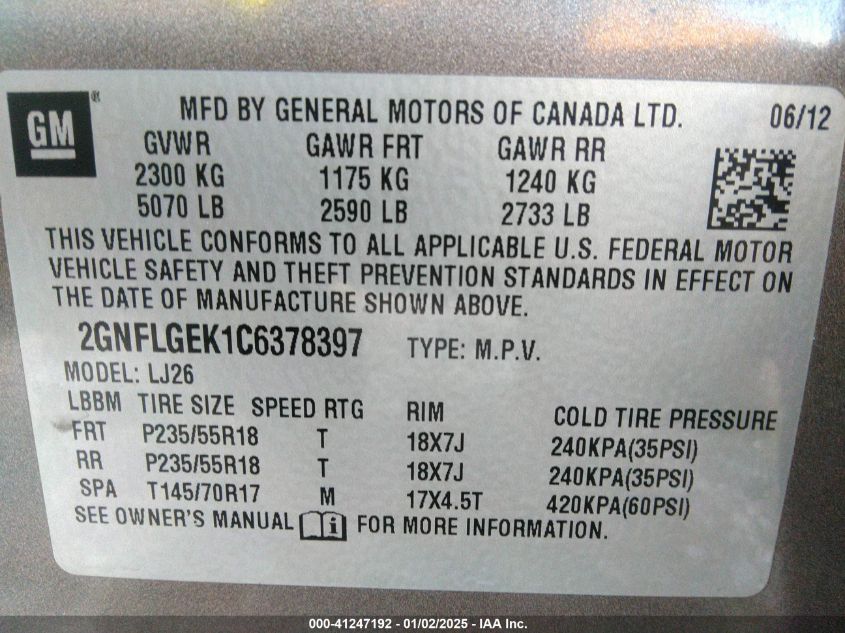 GM ®
MFD BY GENERAL MOTORS OF CANADA LTD. 06/12
GVWR GAWR FRT GAWR RR
2300 KG 1175 KG 1240 KG
5070 LB 2590 LB 2733 LB
THIS VEHICLE CONFORMS TO ALL APPLICABLE U.S. FEDERAL MOTOR
VEHICLE SAFETY AND THEFT PREVENTION STANDARDS IN EFFECT ON
THE DATE OF MANUFACTURE SHOWN ABOVE.
2GNFLGEK1C6378397 TYPE: M.P.V.
MODEL: LJ26
LBBM TIRE SIZE SPEED RTG RIM COLD TIRE PRESSURE
FRT P235/55R18 T 18X7J 240KPA(35PSI)
RR P235/55R18 T 18X7J 240KPA(35PSI)
SPA T145/70R17 M 17X4.5T 420KPA(60PSI)
SEE OWNER'S MANUAL FOR MORE INFORMATION.
000-41247192 - 01/02/2025 - IAA Inc.